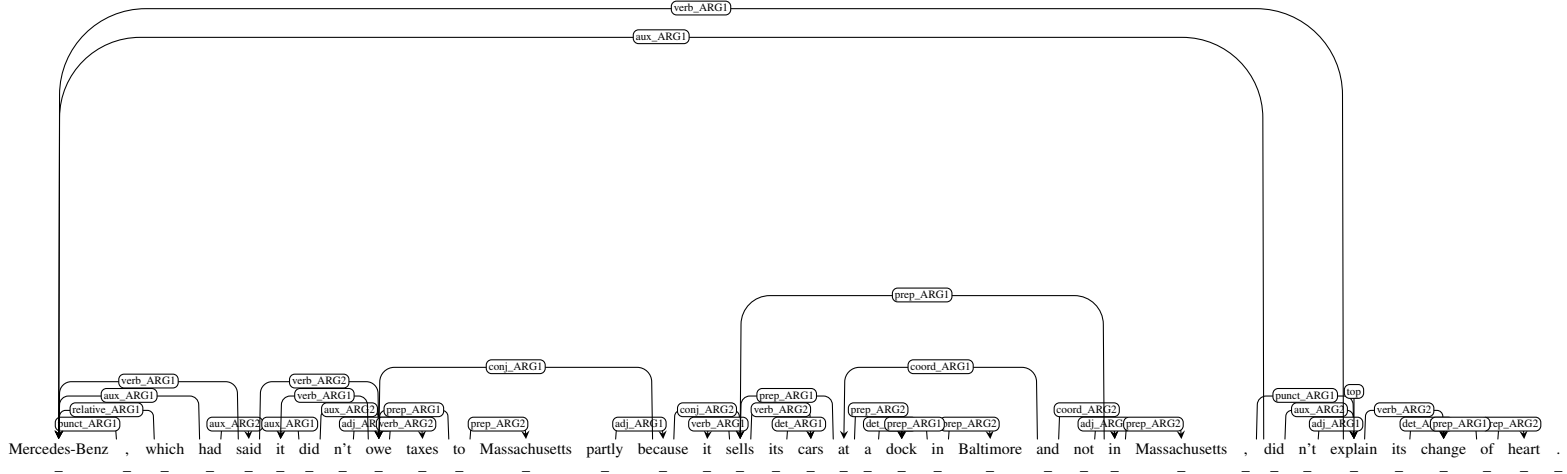 verb_ARG1
aux_ARG1
prep_ARG1
conj_ARG1 coord_ARG1
verb_ARG1 verb_ARG2
aux_ARG1 verb_ARG1 prep_ARG1 punct_ARG1 top
relative_ARG1 aux_ARG2 prep_ARG1 conj_ARG2 verb_ARG2 prep_ARG2 coord_ARG2 aux_ARG2 verb_ARG2
punct_ARG1 aux_ARG2 aux_ARG1 verb_ARG2 prep_ARG2 adj_ARG1 verb_ARG1 det_ARG1 prep_ARG1 prep_ARG2 prep_ARG2 adj_ARG1 prep_ARG1
Mercedes-Benz , which had said it did n't owe taxes to Massachusetts partly because it sells its cars at a dock in Baltimore and not in Massachusetts , did n't explain its change of heart .
_ _ _ _ _ _ _ _ _ _ _ _ _ _ _ _ _ _ _ _ _ _ _ _ _ _ _ _ _ _ _ _ _ _ _ _ _